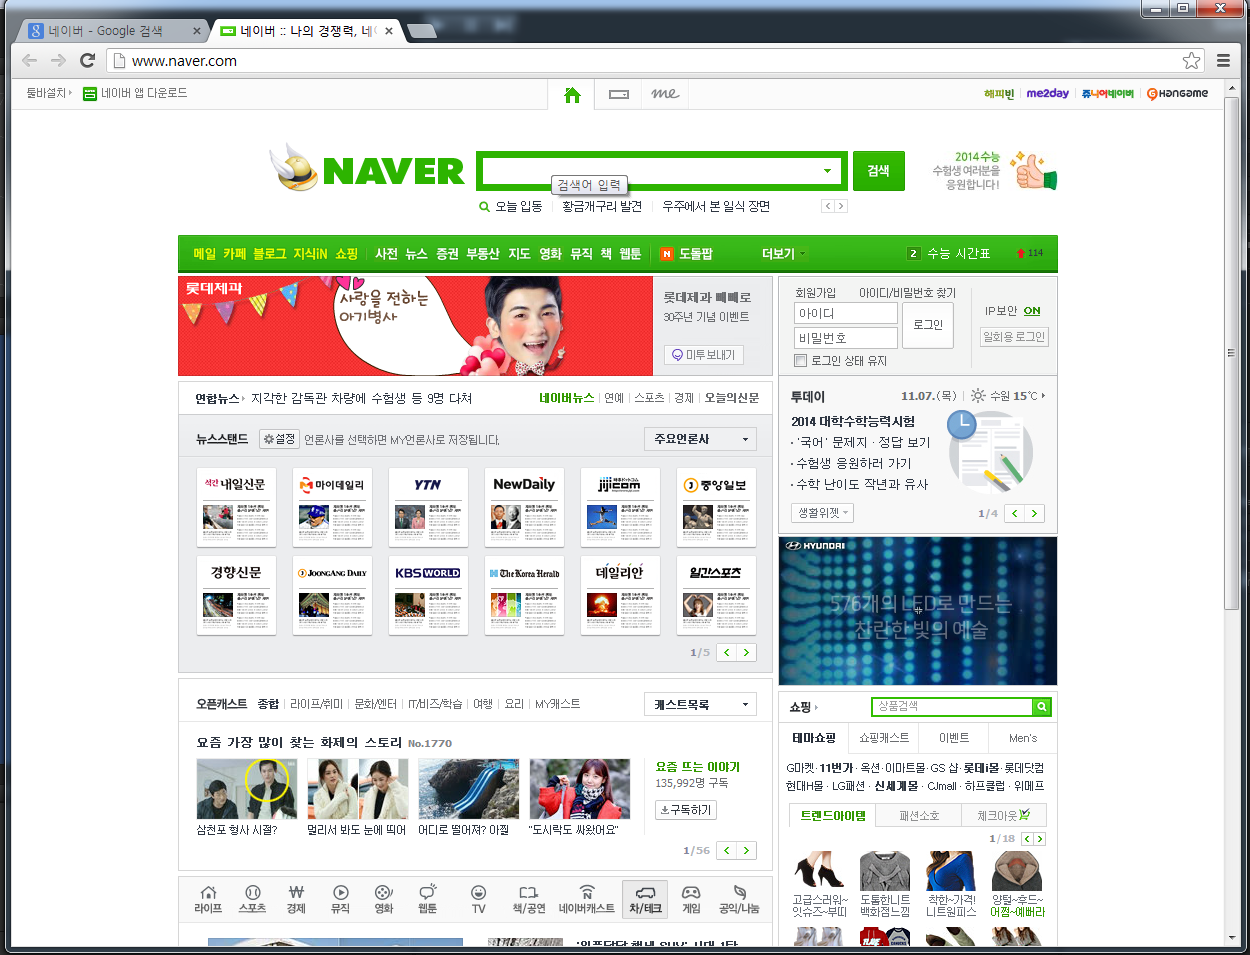 네이버 - Google 검색
네이버 :: 나의 경쟁력, 네
www.naver.com
툴바설치
네이버 앱 다운로드
me
해피빈
me2day
쥬니어네이버
HANGAME
NAVER
검색
검색어 입력
오늘 입동
황금개구리 발견
우주에서 본 일식 장면
2014 수능
수험생 여러분을
응원합니다!
메일 카페 블로그 지식iN 쇼핑
사전 뉴스 증권 부동산 지도 영화 뮤직 책 웹툰
N 도돌팝
더보기
2 수능 시간표
114
롯데제과
사랑을 전하는
아기병사
롯데제과 빼빼로
30주년 기념 이벤트
미투보내기
회원가입
아이디/비밀번호 찾기
아이디
비밀번호
로그인
로그인 상태 유지
IP보안 ON
일회용 로그인
연합뉴스
지각한 감독관 차량에 수험생 등 9명 다쳐
네이버뉴스 연예 스포츠 경제 오늘의신문
뉴스스탠드
설정
언론사를 선택하면 MY언론사로 저장됩니다.
주요언론사
석간 내일신문
마이데일리
YTN
NewDaily
jijicom
중앙일보
경향신문
JOONGANG DAILY
KBS WORLD
The Korea Herald
데일리안
일간스포츠
1/5
투데이
11.07.(목)
수원 15℃
2014 대학수학능력시험
· '국어' 문제지 · 정답 보기
· 수험생 응원하러 가기
· 수학 난이도 작년과 유사
생활위젯
1/4
HYUNDAI
576개의 LED로 만드는
찬란한 빛의 예술
오픈캐스트
종합 라이프/취미 문화/엔터 IT/비즈/학습 여행 요리 MY캐스트
캐스트목록
요즘 가장 많이 찾는 화제의 스토리 No.1770
삼천포 형사 시절?
멀리서 봐도 눈에 띄어
어디로 떨어져? 아찔
"도시락도 싸왔어요"
요즘 뜨는 이야기
135,992명 구독
구독하기
1/56
라이프
스포츠
경제
뮤직
영화
웹툰
TV
책/공연
네이버캐스트
차/테크
게임
공익/나눔
쇼핑
상품검색
테마쇼핑
쇼핑캐스트
이벤트
Men's
G마켓 · 11번가 · 옥션 · 이마트몰 · GS 샵 · 롯데i몰 · 롯데닷컴
현대H몰 · LG패션 · 신세계몰 · CJmall · 하프클럽 · 위메프
트렌드아이템
패션소호
체크아웃
1/18
고급스러워~
잇슈즈~부띠
도톰한니트
백화점느낌
착한~가격!
니트원피스
양털~후드~
어쩜~예뻐라